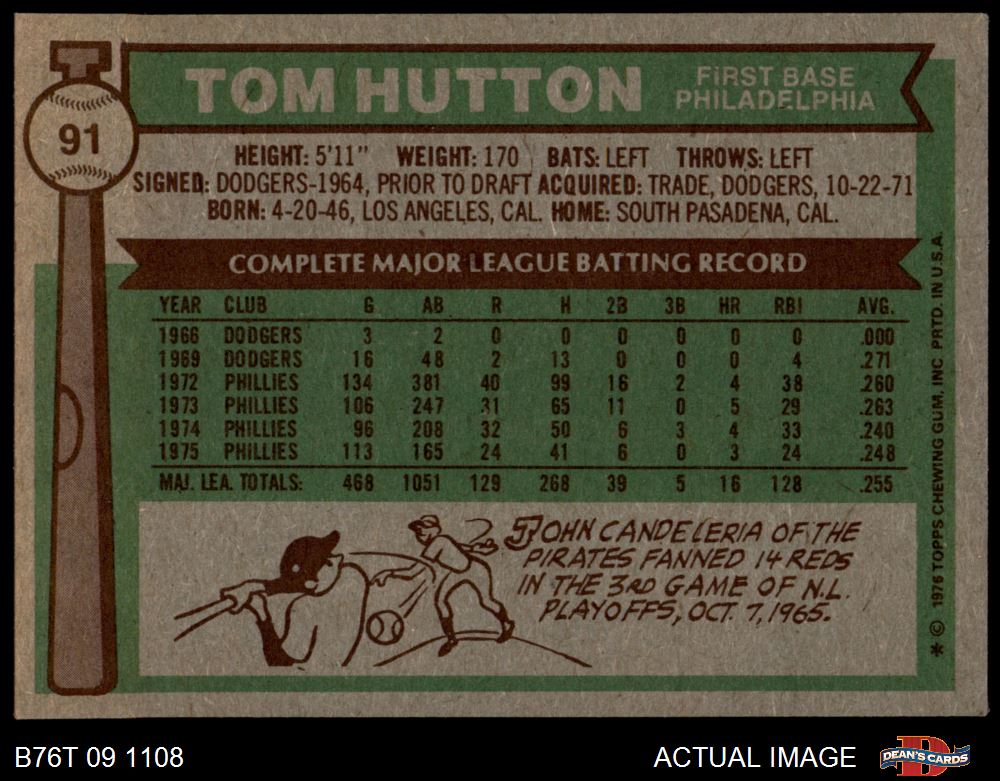 TOM HUTTON
FIRST BASE
PHILADELPHIA
91
HEIGHT: 5'11" WEIGHT: 170 BATS: LEFT THROWS: LEFT
SIGNED: DODGERS-1964, PRIOR TO DRAFT ACQUIRED: TRADE, DODGERS, 10-22-71
BORN: 4-20-46, LOS ANGELES, CAL. HOME: SOUTH PASADENA, CAL.
COMPLETE MAJOR LEAGUE BATTING RECORD
YEAR CLUB G AB R H 2B 3B HR RBI AVG.
1966 DODGERS 3 2 0 0 0 0 0 0 .000
1969 DODGERS 16 48 2 13 0 0 0 4 .271
1972 PHILLIES 134 381 40 99 16 2 4 38 .260
1973 PHILLIES 106 247 31 65 11 0 5 29 .263
1974 PHILLIES 96 208 32 50 6 3 4 33 .240
1975 PHILLIES 113 165 24 41 6 0 3 24 .248
MAJ. LEA. TOTALS: 468 1051 129 268 39 5 16 128 .255
JOHN CANDELERIA OF THE
PIRATES FANNED 14 REDS
IN THE 3RD GAME OF N.L.
PLAYOFFS, OCT. 7, 1965.
* © 1976 TOPPS CHEWING GUM, INC PRTD. IN U.S.A.
B76T 09 1108
ACTUAL IMAGE
DEAN'S CARDS